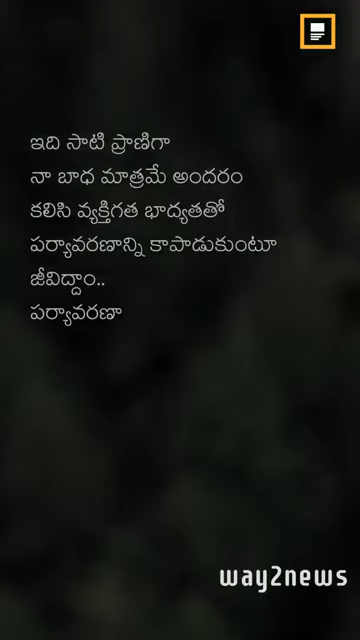 ఇది సాటి ప్రాణిగా
నా బాధ మాత్రమే అందరం
కలిసి వ్యక్తిగత భాద్యతతో
పర్యావరణాన్ని కాపాడుకుంటూ
జీవిద్దాం..
పర్యావరణా
way2news